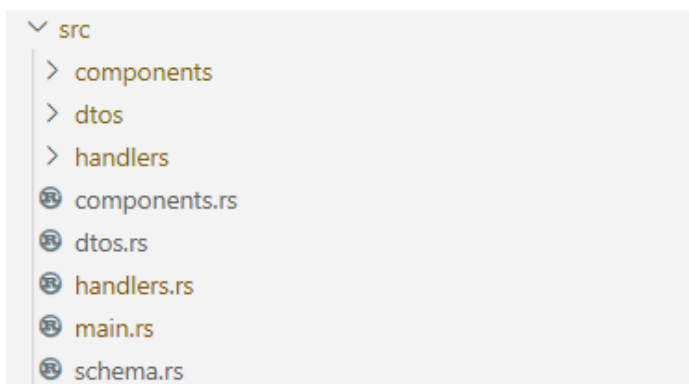 src
components
dtos
handlers
components.rs
dtos.rs
handlers.rs
main.rs
schema.rs